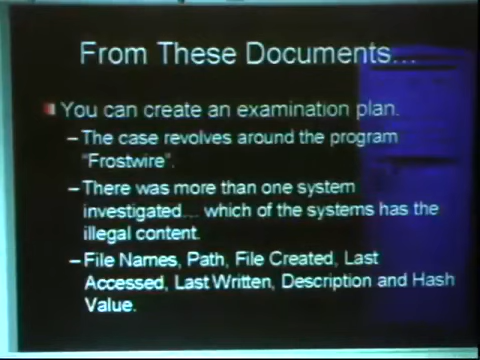 From These Documents...
You can create an examination plan.
–The case revolves around the program
"Frostwire".
–There was more than one system
investigated... which of the systems has the
illegal content.
–File Names, Path, File Created, Last
Accessed, Last Written, Description and Hash
Value.